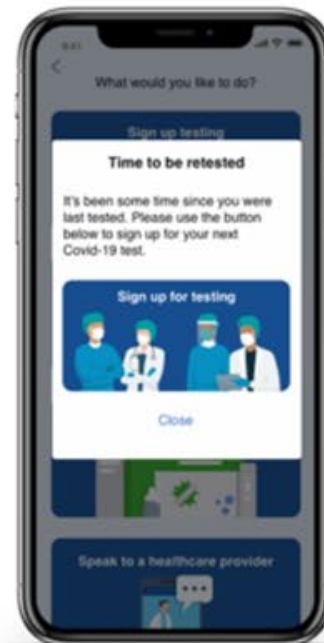 9:41
What would you like to do?
Sign up testing
Time to be retested
It's been some time since you were
last tested. Please use the button
below to sign up for your next
Covid-19 test.
Sign up for testing
Close
Speak to a healthcare provider